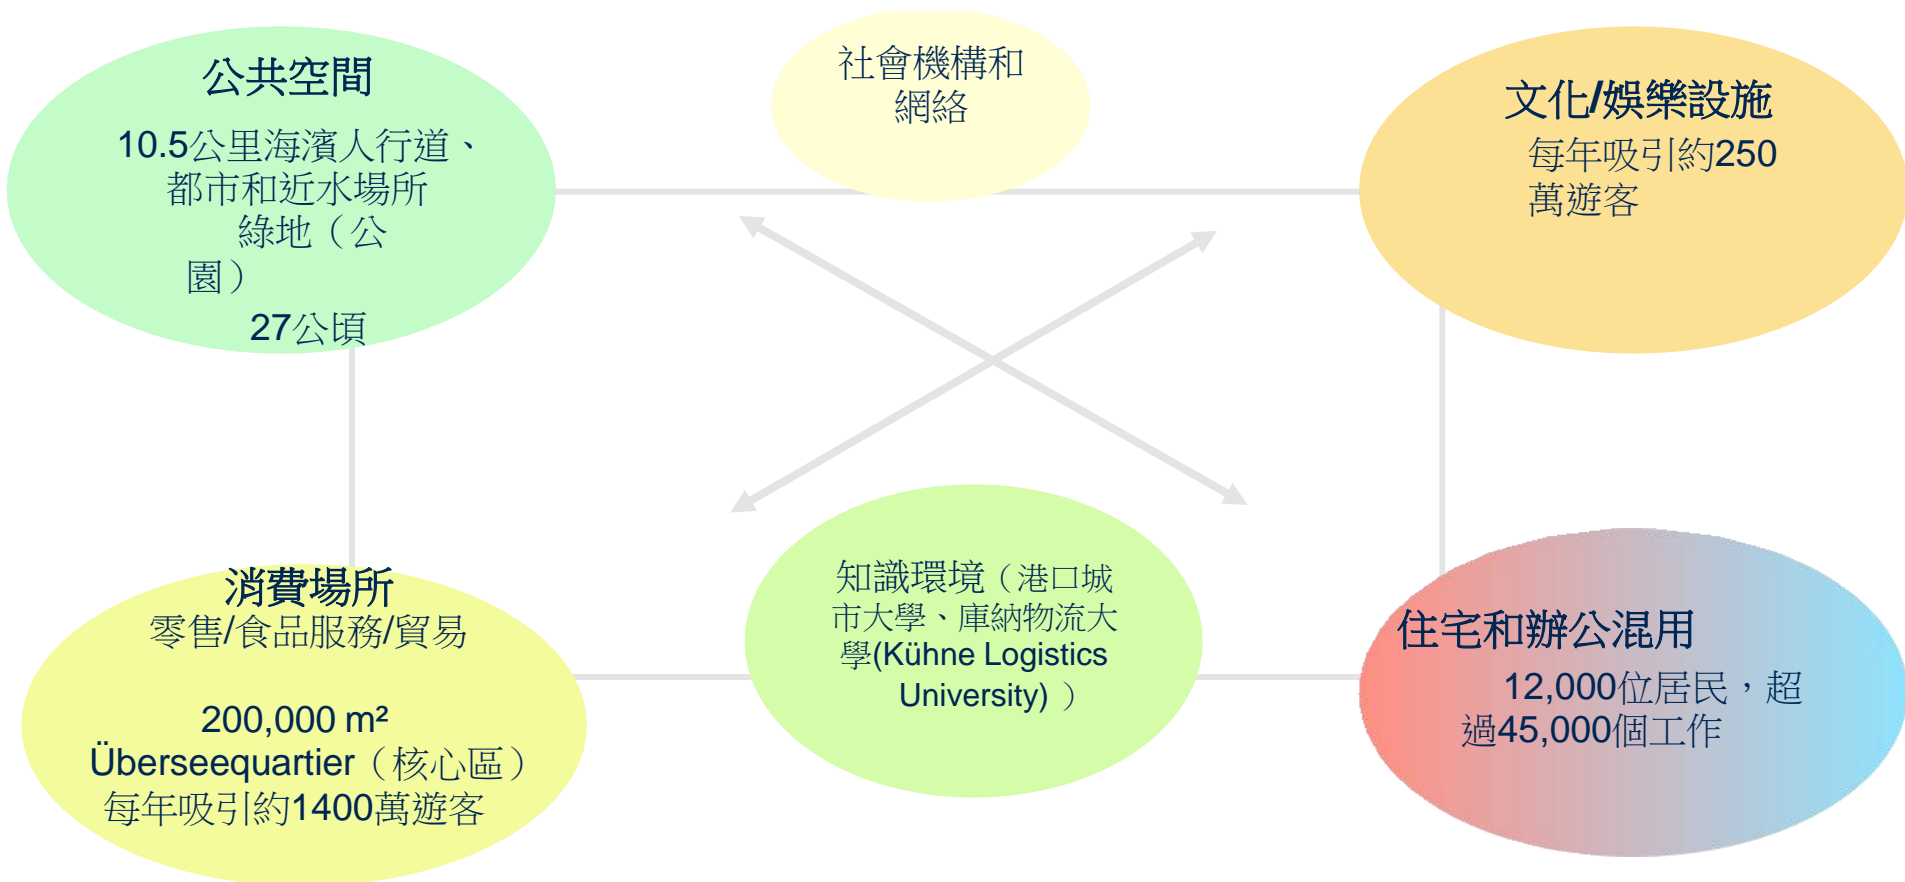 公共空間
10.5公里海濱人行道、
都市和近水場所
綠地（公
園）
27公頃
社會機構和
網絡
文化/娛樂設施
每年吸引約250
萬遊客
消費場所
零售/食品服務/貿易
200,000 m²
Überseequartier（核心區）
每年吸引約1400萬遊客
知識環境（港口城
市大學、庫納物流大
學(Kühne Logistics
University)）
住宅和辦公混用
12,000位居民，超
過45,000個工作